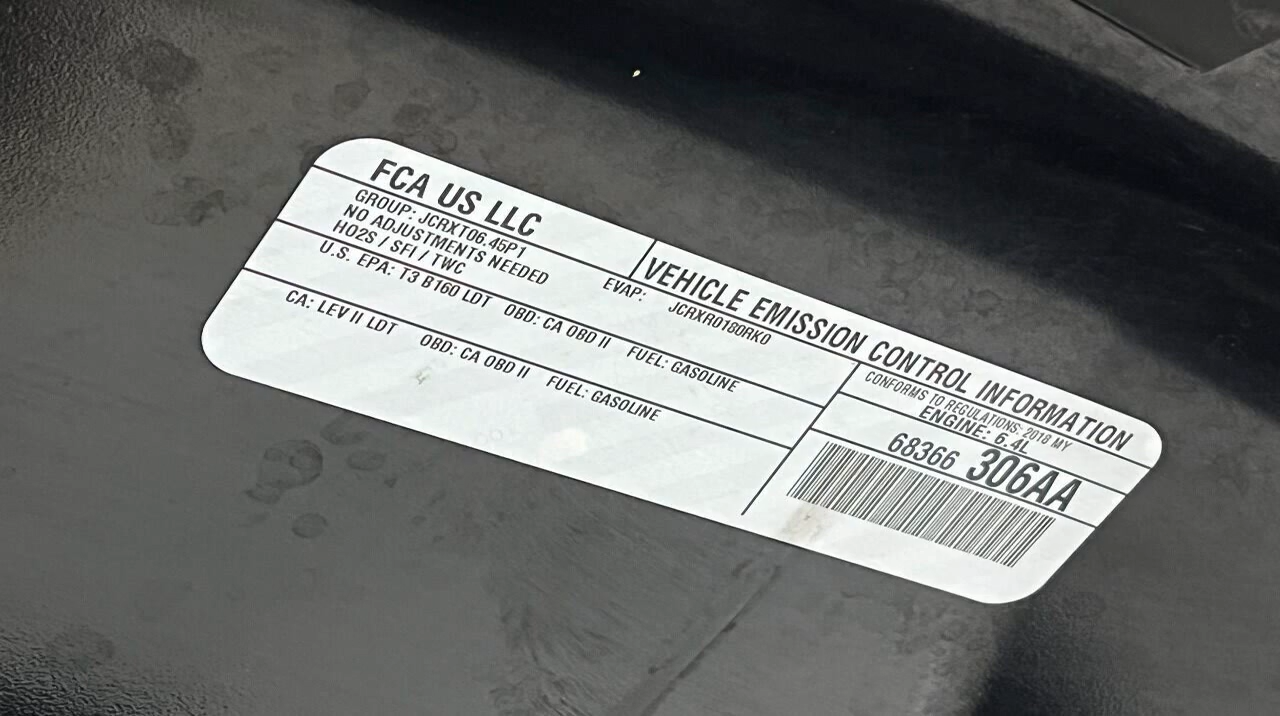 FCA US LLC
VEHICLE EMISSION CONTROL INFORMATION
GROUP: JCRXT06.45P1 EVAP: JCRXR0180RK0
NO ADJUSTMENTS NEEDED
HO2S / SFI / TWC
CONFORMS TO REGULATIONS: 2018 MY
U.S. EPA: T3 B160 LDT OBD: CA OBD II FUEL: GASOLINE
ENGINE: 6.4L
CA: LEV II LDT OBD: CA OBD II FUEL: GASOLINE
68366 306AA